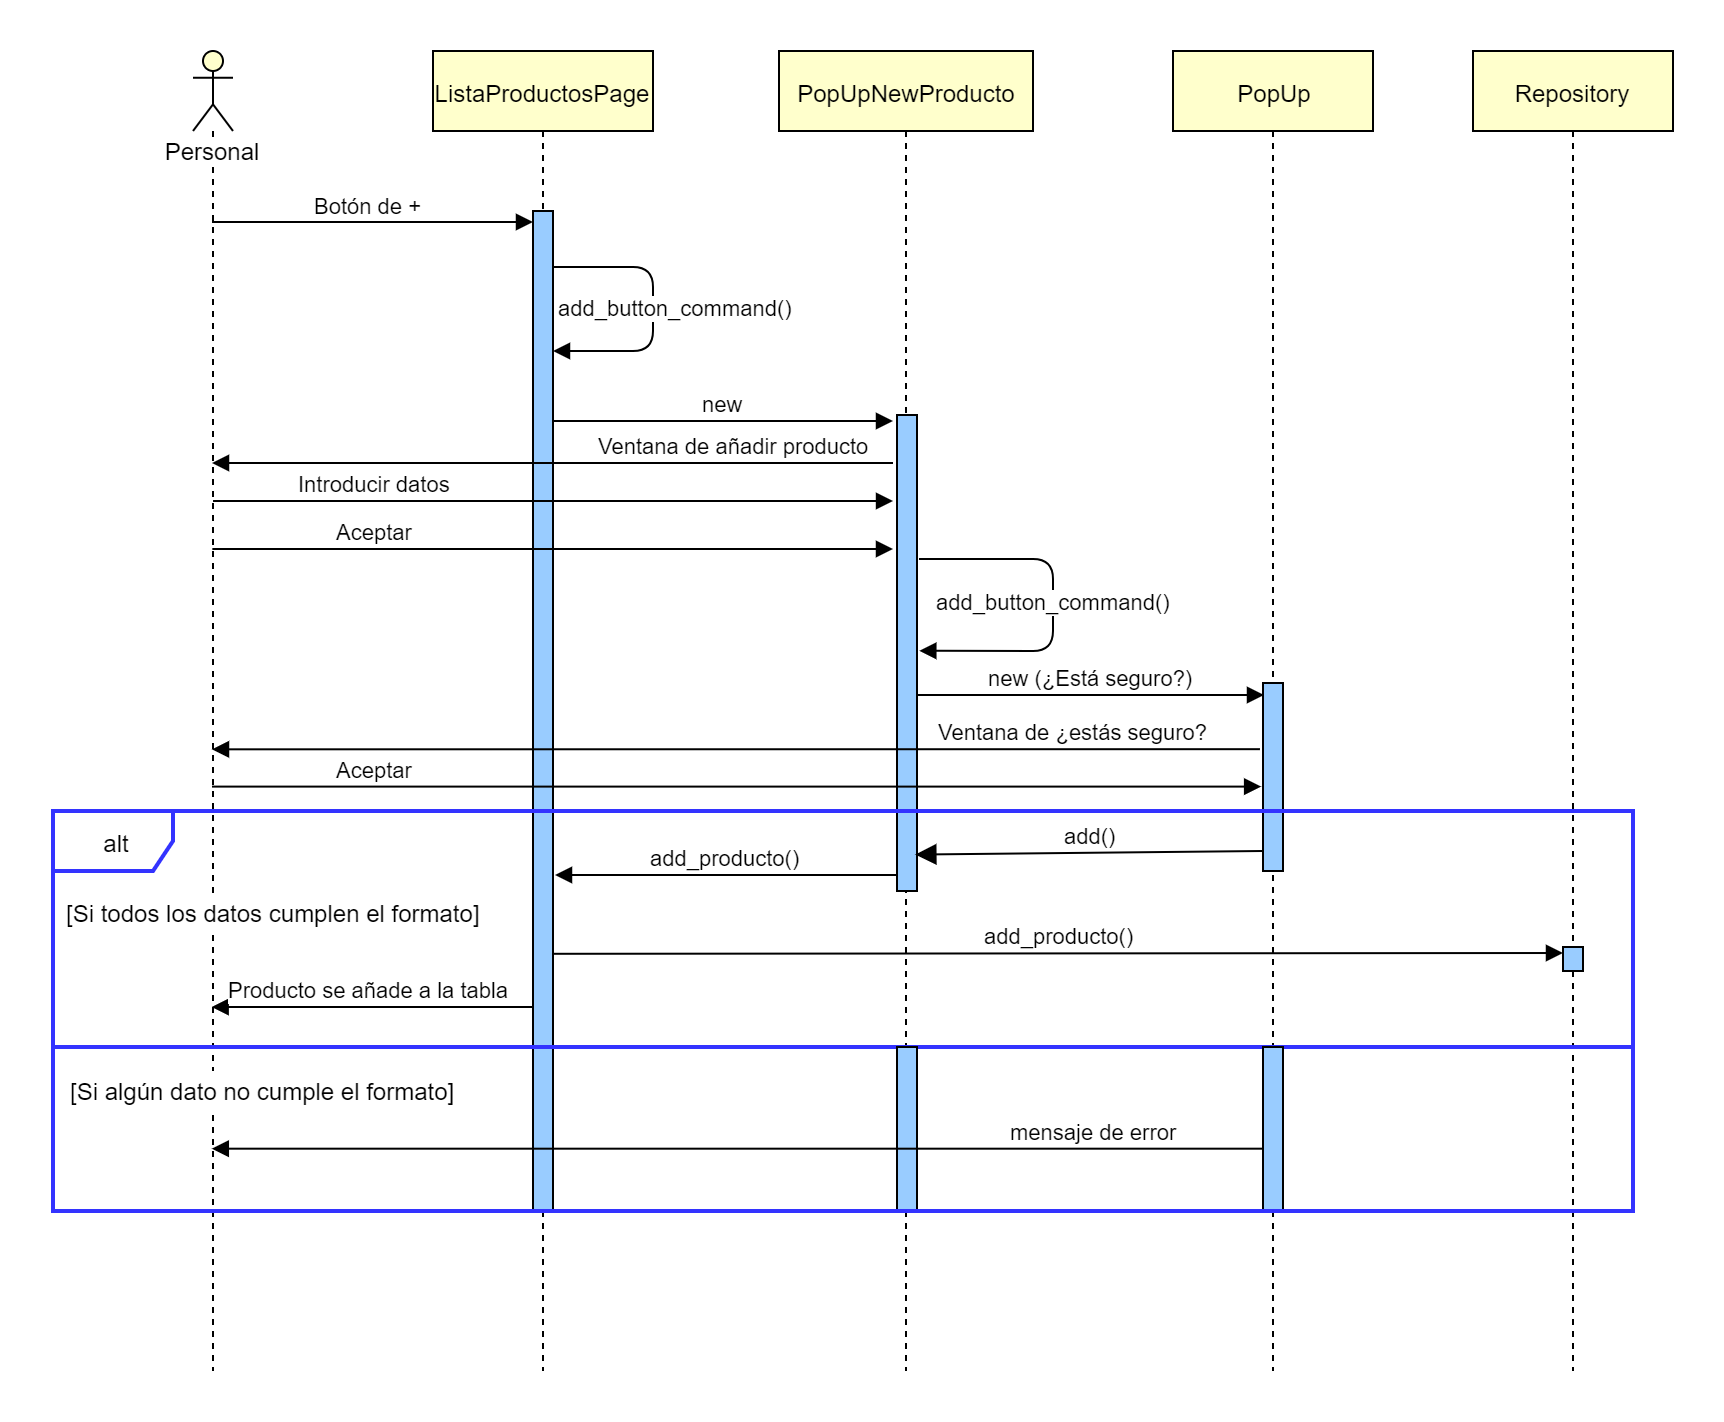 Personal
ListaProductosPage
PopUpNewProducto
PopUp
Repository
Botón de +
add_button_command()
new
Ventana de añadir producto
Introducir datos
Aceptar
add_button_command()
new (¿Está seguro?)
Ventana de ¿estás seguro?
Aceptar
alt
add()
add_producto()
[Si todos los datos cumplen el formato]
add_producto()
Producto se añade a la tabla
[Si algún dato no cumple el formato]
mensaje de error